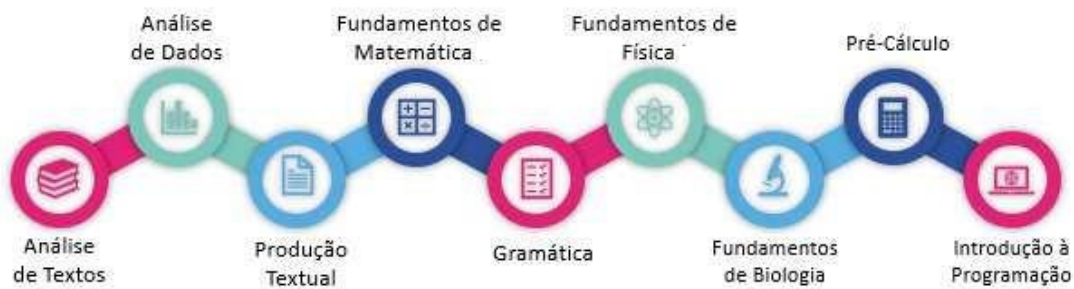 Análise
de Dados
Fundamentos de
Matemática
Fundamentos de
Física
Pré-Cálculo
Análise
de Textos
Produção
Textual
Gramática
Fundamentos
de Biologia
Introdução à
Programação